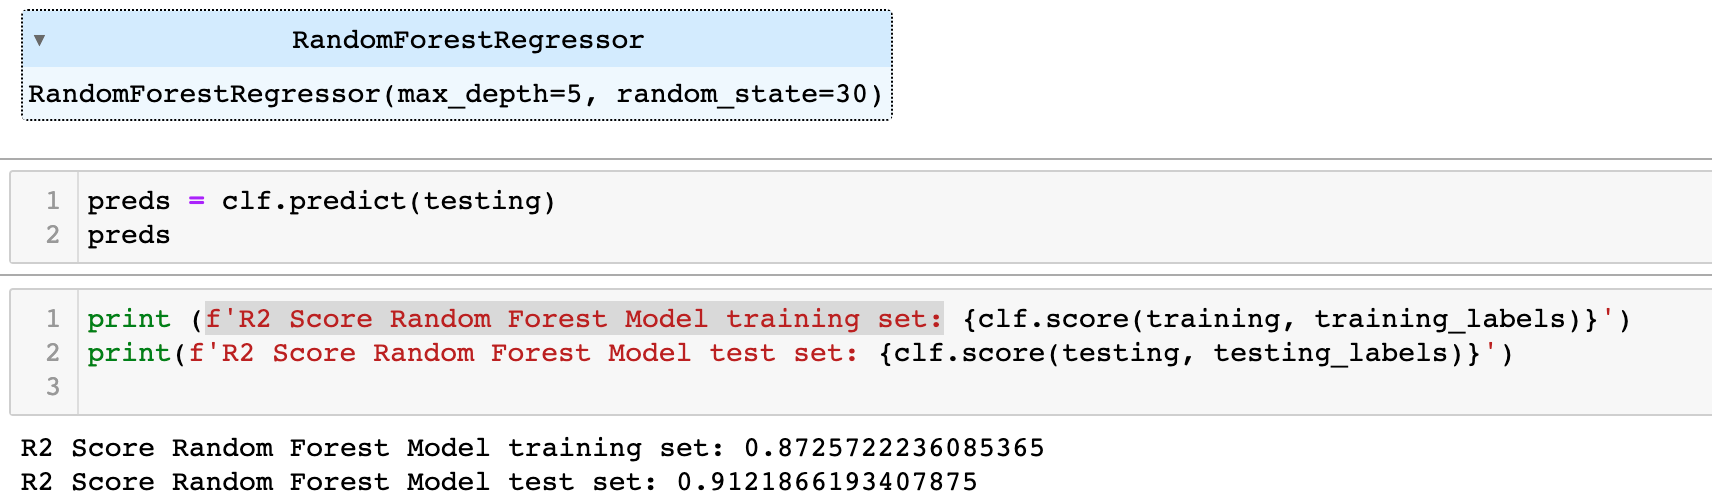 ▼ RandomForestRegressor
RandomForestRegressor(max_depth=5, random_state=30)
1 preds = clf.predict(testing)
2 preds
1 print (f'R2 Score Random Forest Model training set: {clf.score(training, training_labels)}')
2 print(f'R2 Score Random Forest Model test set: {clf.score(testing, testing_labels)}')
3
R2 Score Random Forest Model training set: 0.8725722236085365
R2 Score Random Forest Model test set: 0.9121866193407875